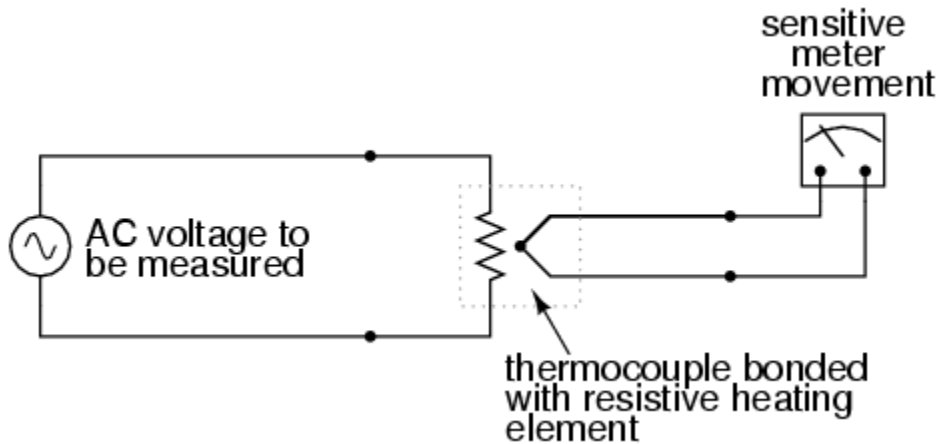 sensitive
meter
movement
AC voltage to
be measured
thermocouple bonded
with resistive heating
element